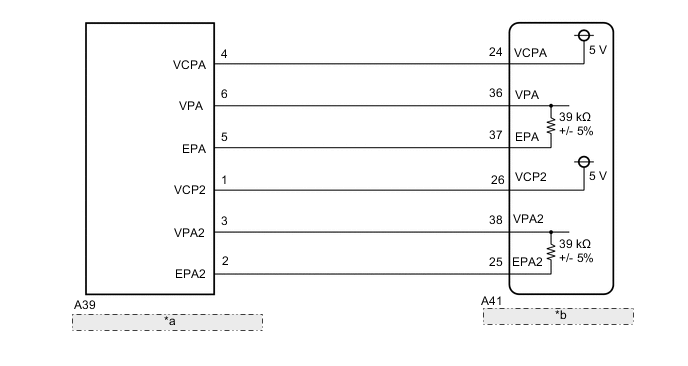 4 24 VCPA 5 V
VCPA
6 36 VPA
VPA
39 kΩ
+/- 5%
5 37 EPA
EPA
1 26 VCP2 5 V
VCP2
3 38 VPA2
VPA2
39 kΩ
+/- 5%
2 25 EPA2
EPA2
A39 A41
*a *b